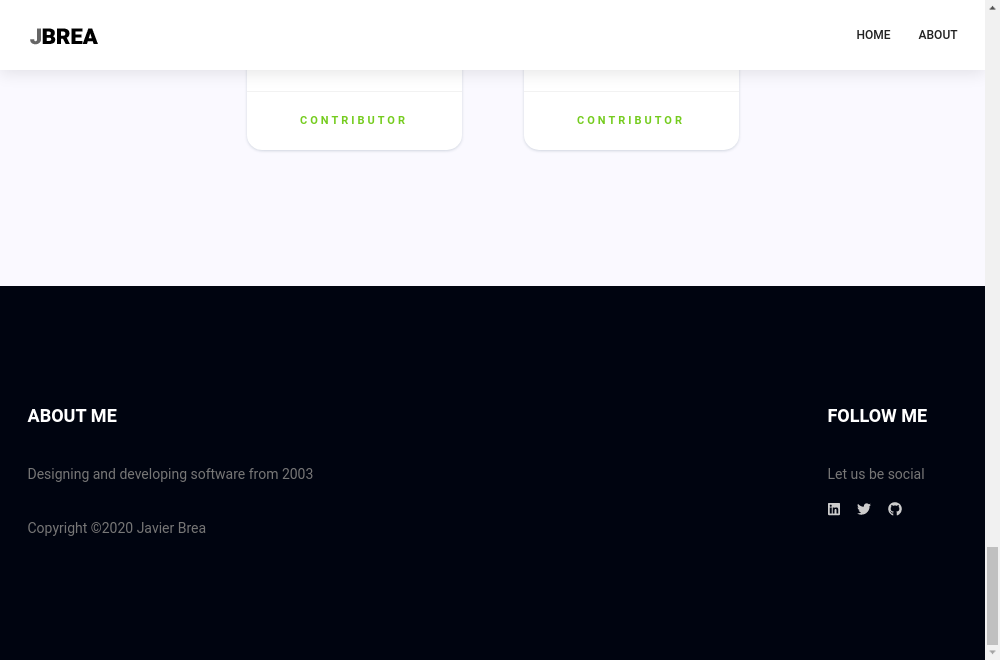 JBREA
HOME
ABOUT
CONTRIBUTOR
CONTRIBUTOR
ABOUT ME
Designing and developing software from 2003
Copyright ©2020 Javier Brea
FOLLOW ME
Let us be social